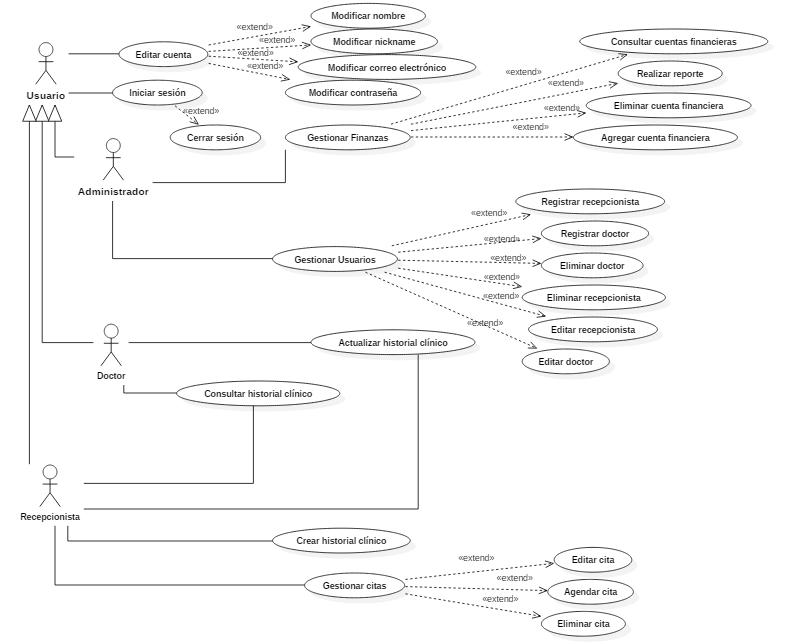 Modificar nombre
«extend»
Modificar nickname
«extend»
Consultar cuentas financieras
Editar cuenta
«extend»
Modificar correo electrónico
«extend»
«extend»
Realizar reporte
Usuario
Iniciar sesión
Modificar contraseña
«extend»
«extend»
«extend»
Eliminar cuenta financiera
Cerrar sesión
Gestionar Finanzas
«extend»
Agregar cuenta financiera
Administrador
Registrar recepcionista
«extend»
Registrar doctor
«extend»
Gestionar Usuarios
«extend»
Eliminar doctor
«extend»
«extend»
Eliminar recepcionista
«extend»
Editar recepcionista
Actualizar historial clínico
Editar doctor
Doctor
Consultar historial clínico
Recepcionista
Crear historial clínico
«extend»
Editar cita
Gestionar citas
«extend»
Agendar cita
«extend»
Eliminar cita